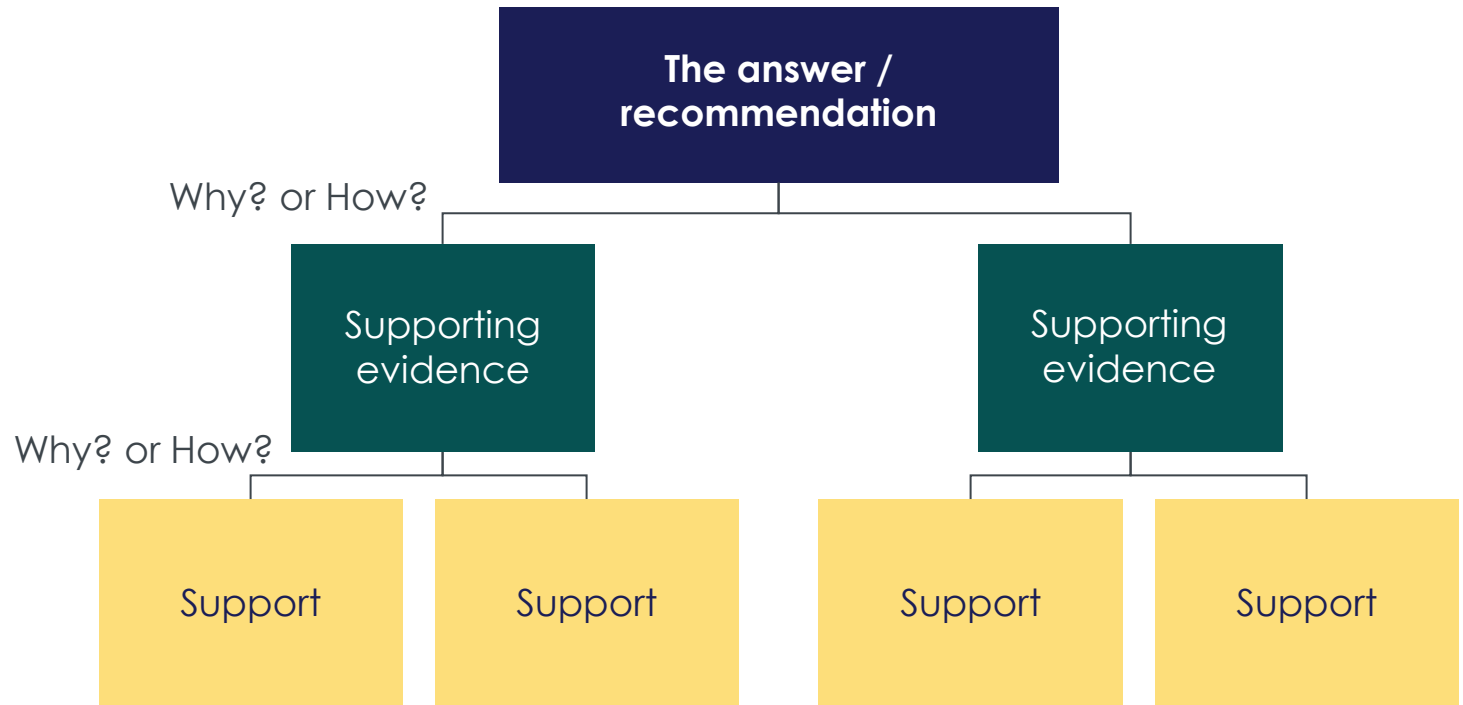 The answer /
recommendation
Why? or How?
Supporting
evidence
Supporting
evidence
Why? or How?
Support
Support
Support
Support